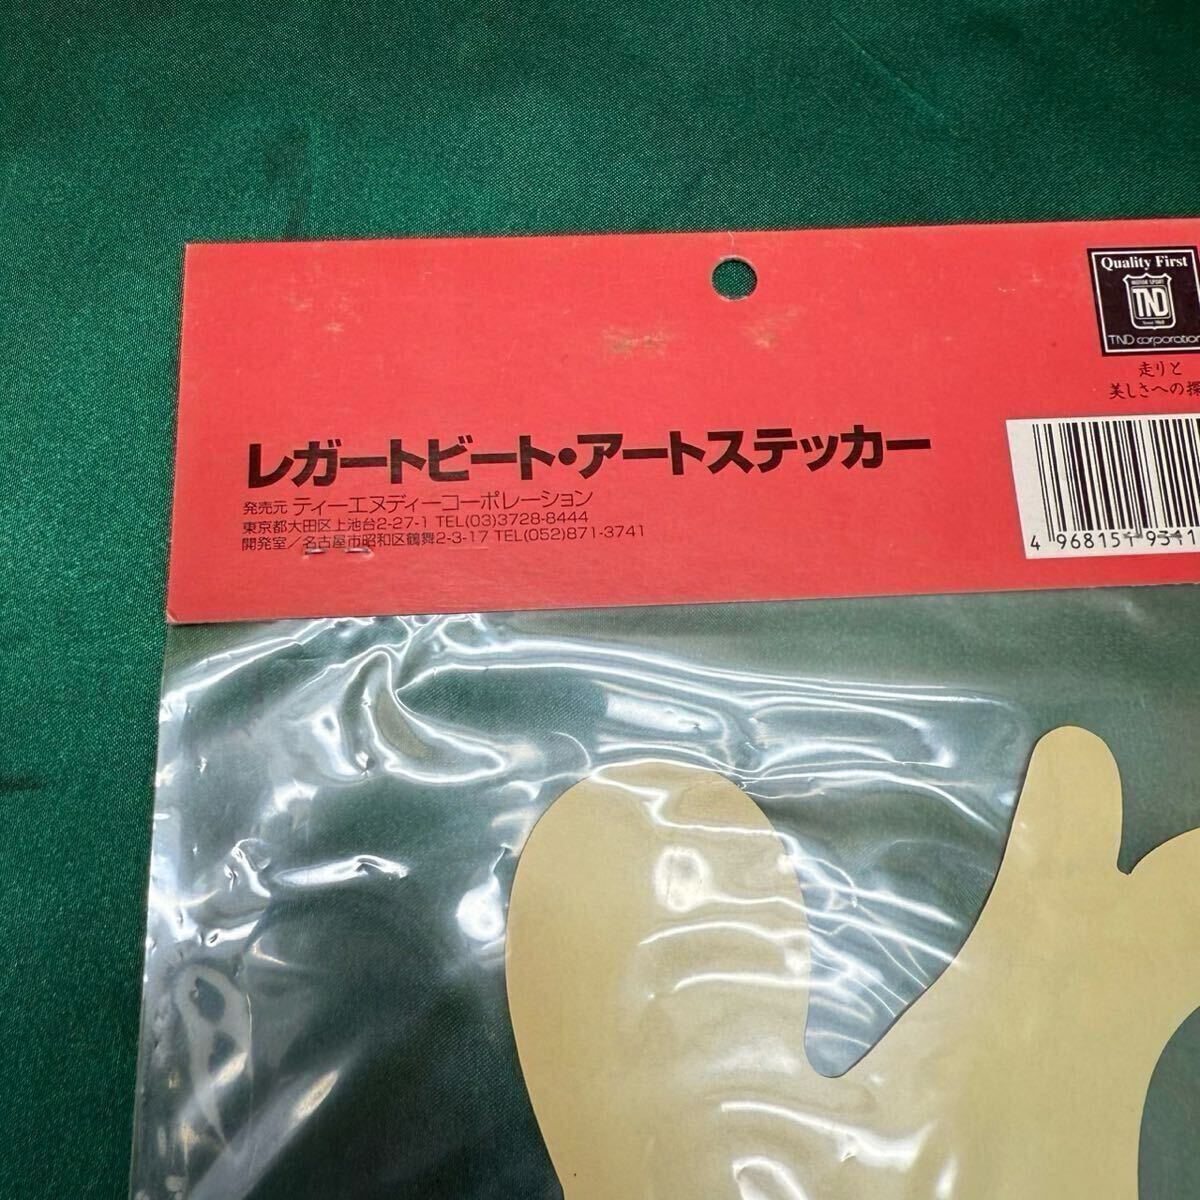 Quality First
MOTOR SPORT
TND
Since 1968
TND corporation
走りと
美しさへの探
レガートビート・アートステッカー
発売元 ティーエヌディーコーポレーション
東京都大田区上池台2-27-1 TEL(03)3728-8444
開発室／名古屋市昭和区鶴舞2-3-17 TEL(052)871-3741
4 968151 9341